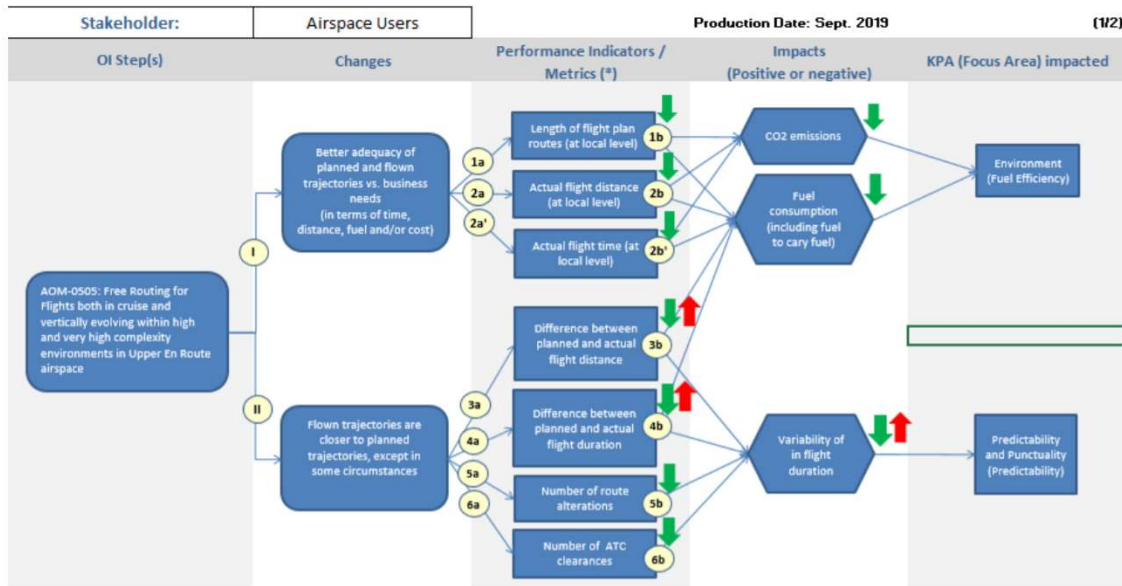 Stakeholder:
Airspace Users
Production Date: Sept. 2019
(1/2)
OI Step(s)
Changes
Performance Indicators /
Metrics (*)
Impacts
(Positive or negative)
KPA (Focus Area) impacted
AOM-0505: Free Routing for
Flights both in cruise and
vertically evolving within high
and very high complexity
environments in Upper En Route
airspace
I
II
Better adequacy of
planned and flown
trajectories vs. business
needs
(in terms of time,
distance, fuel and/or cost)
Flown trajectories are
closer to planned
trajectories, except in
some circumstances
1a
2a
2a'
3a
4a
5a
6a
Length of flight plan
routes (at local level)
1b
Actual flight distance
(at local level)
2b
Actual flight time (at
local level)
2b'
Difference between
planned and actual
flight distance
3b
Difference between
planned and actual
flight duration
4b
Number of route
alterations
5b
Number of ATC
clearances
6b
CO2 emissions
Fuel
consumption
(including fuel
to cary fuel)
Variability of
flight
duration
Environment
(Fuel Efficiency)
Predictability
and Punctuality
(Predictability)